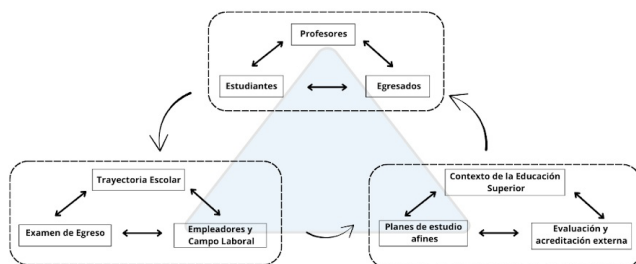 Profesores
Estudiantes
Egresados
Trayectoria Escolar
Examen de Egreso
Empleadores y
Campo Laboral
Contexto de la Educación
Superior
Planes de estudio
afines
Evaluación y
acreditación externa